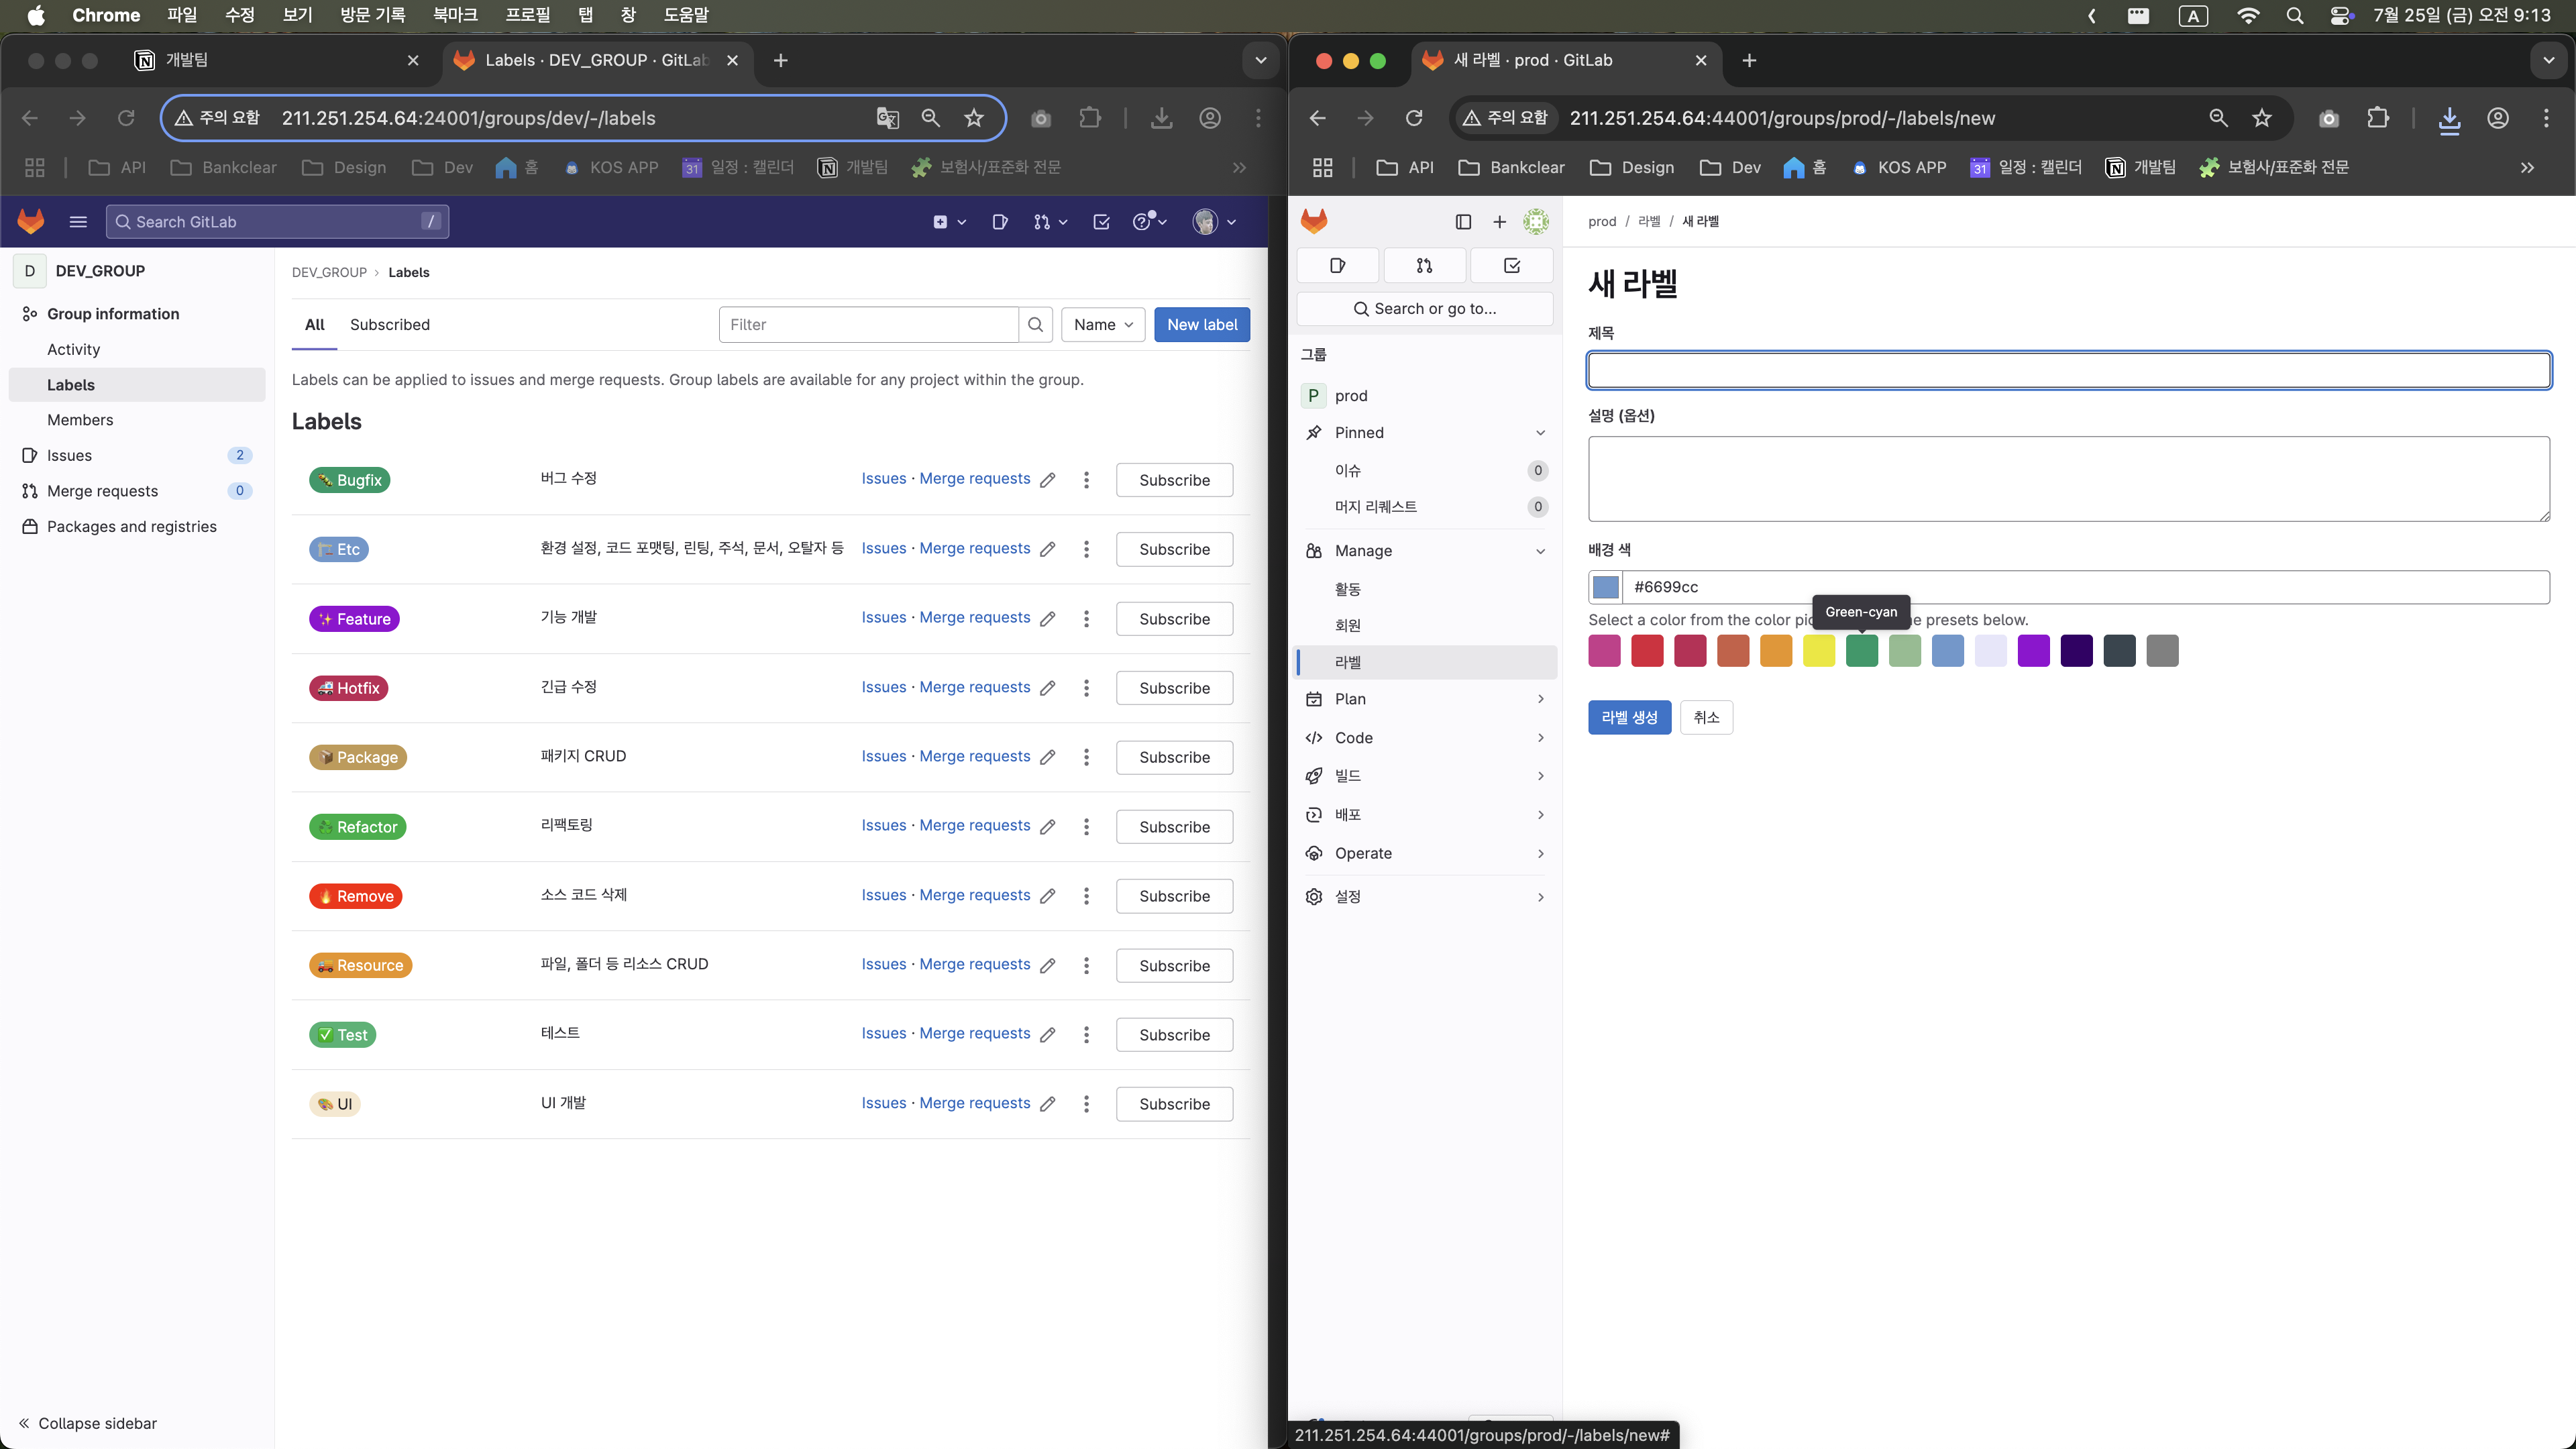 Chrome 파일 수정 보기 방문 기록 북마크 프로필 탭 창 도움말 A 7월 25일 (금) 오전 9:13
개발팀
Labels · DEV_GROUP · GitLab
주의 요함 211.251.254.64:24001/groups/dev/-/labels
API Bankclear Design Dev 홈 KOS APP 31 일정 : 캘린더 개발팀 보험사/표준화 전문
Search GitLab /
D DEV_GROUP
Group information
Activity
Labels
Members
Issues 2
Merge requests 0
Packages and registries
Collapse sidebar
DEV_GROUP › Labels
All Subscribed Filter Name New label
Labels can be applied to issues and merge requests. Group labels are available for any project within the group.
Labels
Bugfix 버그 수정 Issues · Merge requests Subscribe
Etc 환경 설정, 코드 포맷팅, 린팅, 주석, 문서, 오탈자 등 Issues · Merge requests Subscribe
Feature 기능 개발 Issues · Merge requests Subscribe
Hotfix 긴급 수정 Issues · Merge requests Subscribe
Package 패키지 CRUD Issues · Merge requests Subscribe
Refactor 리팩토링 Issues · Merge requests Subscribe
Remove 소스 코드 삭제 Issues · Merge requests Subscribe
Resource 파일, 폴더 등 리소스 CRUD Issues · Merge requests Subscribe
Test 테스트 Issues · Merge requests Subscribe
UI UI 개발 Issues · Merge requests Subscribe
새 라벨 · prod · GitLab
주의 요함 211.251.254.64:44001/groups/prod/-/labels/new
API Bankclear Design Dev 홈 KOS APP 31 일정 : 캘린더 개발팀 보험사/표준화 전문
Search or go to...
그룹
P prod
Pinned
이슈 0
머지 리퀘스트 0
Manage
활동
회원
라벨
Plan
Code
빌드
배포
Operate
설정
prod / 라벨 / 새 라벨
새 라벨
제목
설명 (옵션)
배경 색
#6699cc
Green-cyan
Select a color from the color pic e presets below.
라벨 생성 취소
211.251.254.64:44001/groups/prod/-/labels/new#